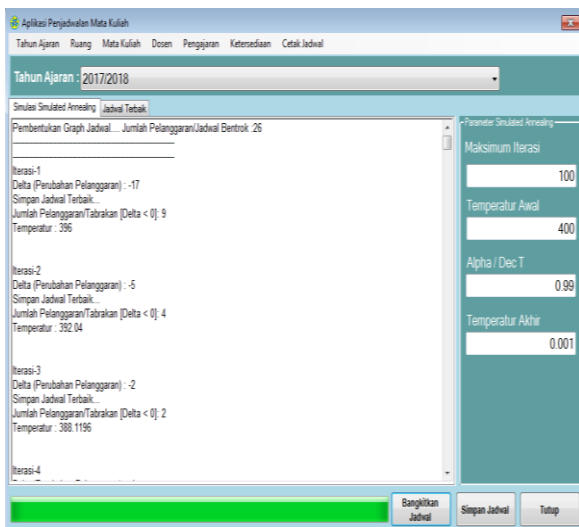 Aplikasi Penjadwalan Mata Kuliah
Tahun Ajaran Ruang Mata Kuliah Dosen Pengajaran Ketersediaan Cetak Jadwal
Tahun Ajaran : 2017/2018
Simulasi Simulated Annealing Jadwal Terbaik
Pembentukan Graph Jadwal.... Jumlah Pelanggaran/Jadwal Bentrok :26
Iterasi-1
Delta (Perubahan Pelanggaran) : -17
Simpan Jadwal Terbaik...
Jumlah Pelanggaran/Tabrakan [Delta < 0]: 9
Temperatur : 396
Iterasi-2
Delta (Perubahan Pelanggaran) : -5
Simpan Jadwal Terbaik...
Jumlah Pelanggaran/Tabrakan [Delta < 0]: 4
Temperatur : 392.04
Iterasi-3
Delta (Perubahan Pelanggaran) : -2
Simpan Jadwal Terbaik...
Jumlah Pelanggaran/Tabrakan [Delta < 0]: 2
Temperatur : 388.1196
Iterasi-4
Parameter Simulated Annealing
Maksimum Iterasi
100
Temperatur Awal
400
Alpha / Dec T
0.99
Temperatur Akhir
0.001
Bangkitkan
Jadwal
Simpan Jadwal
Tutup